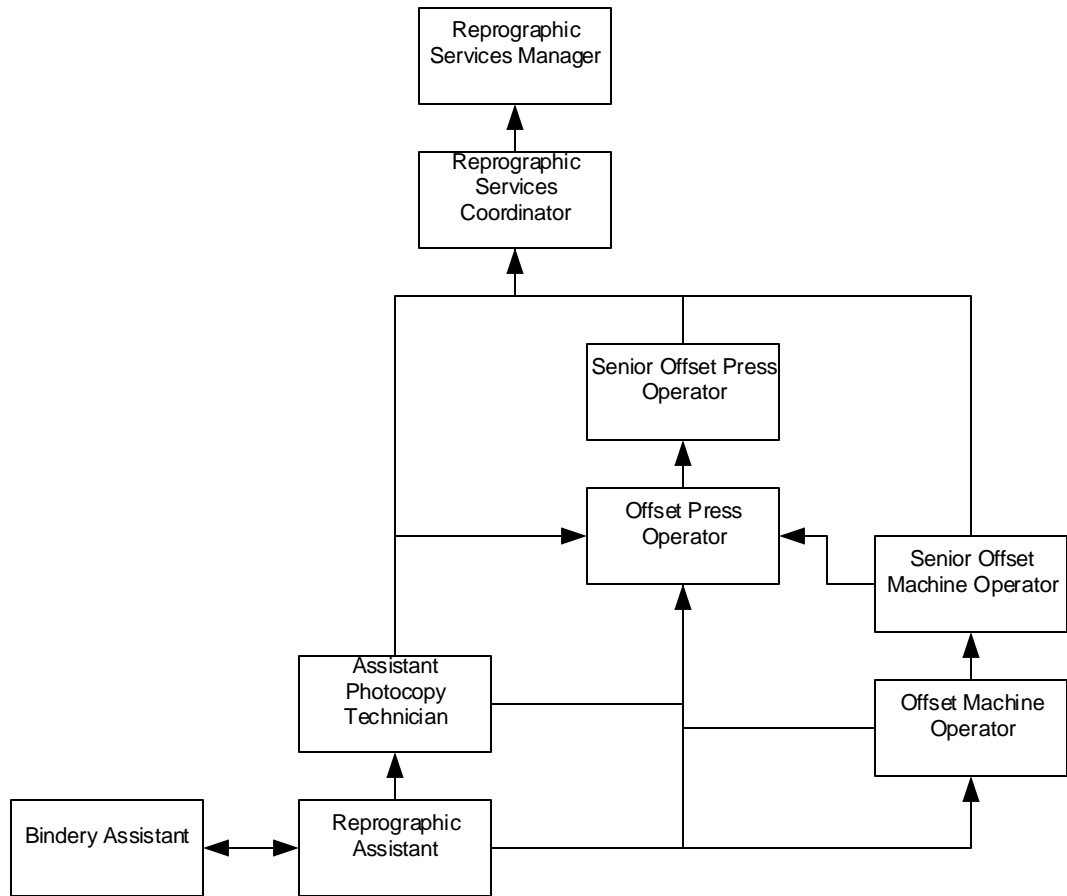 Reprographic
Services Manager
Reprographic
Services
Coordinator
Senior Offset Press
Operator
Offset Press
Operator
Senior Offset
Machine Operator
Assistant
Photocopy
Technician
Offset Machine
Operator
Bindery Assistant
Reprographic
Assistant